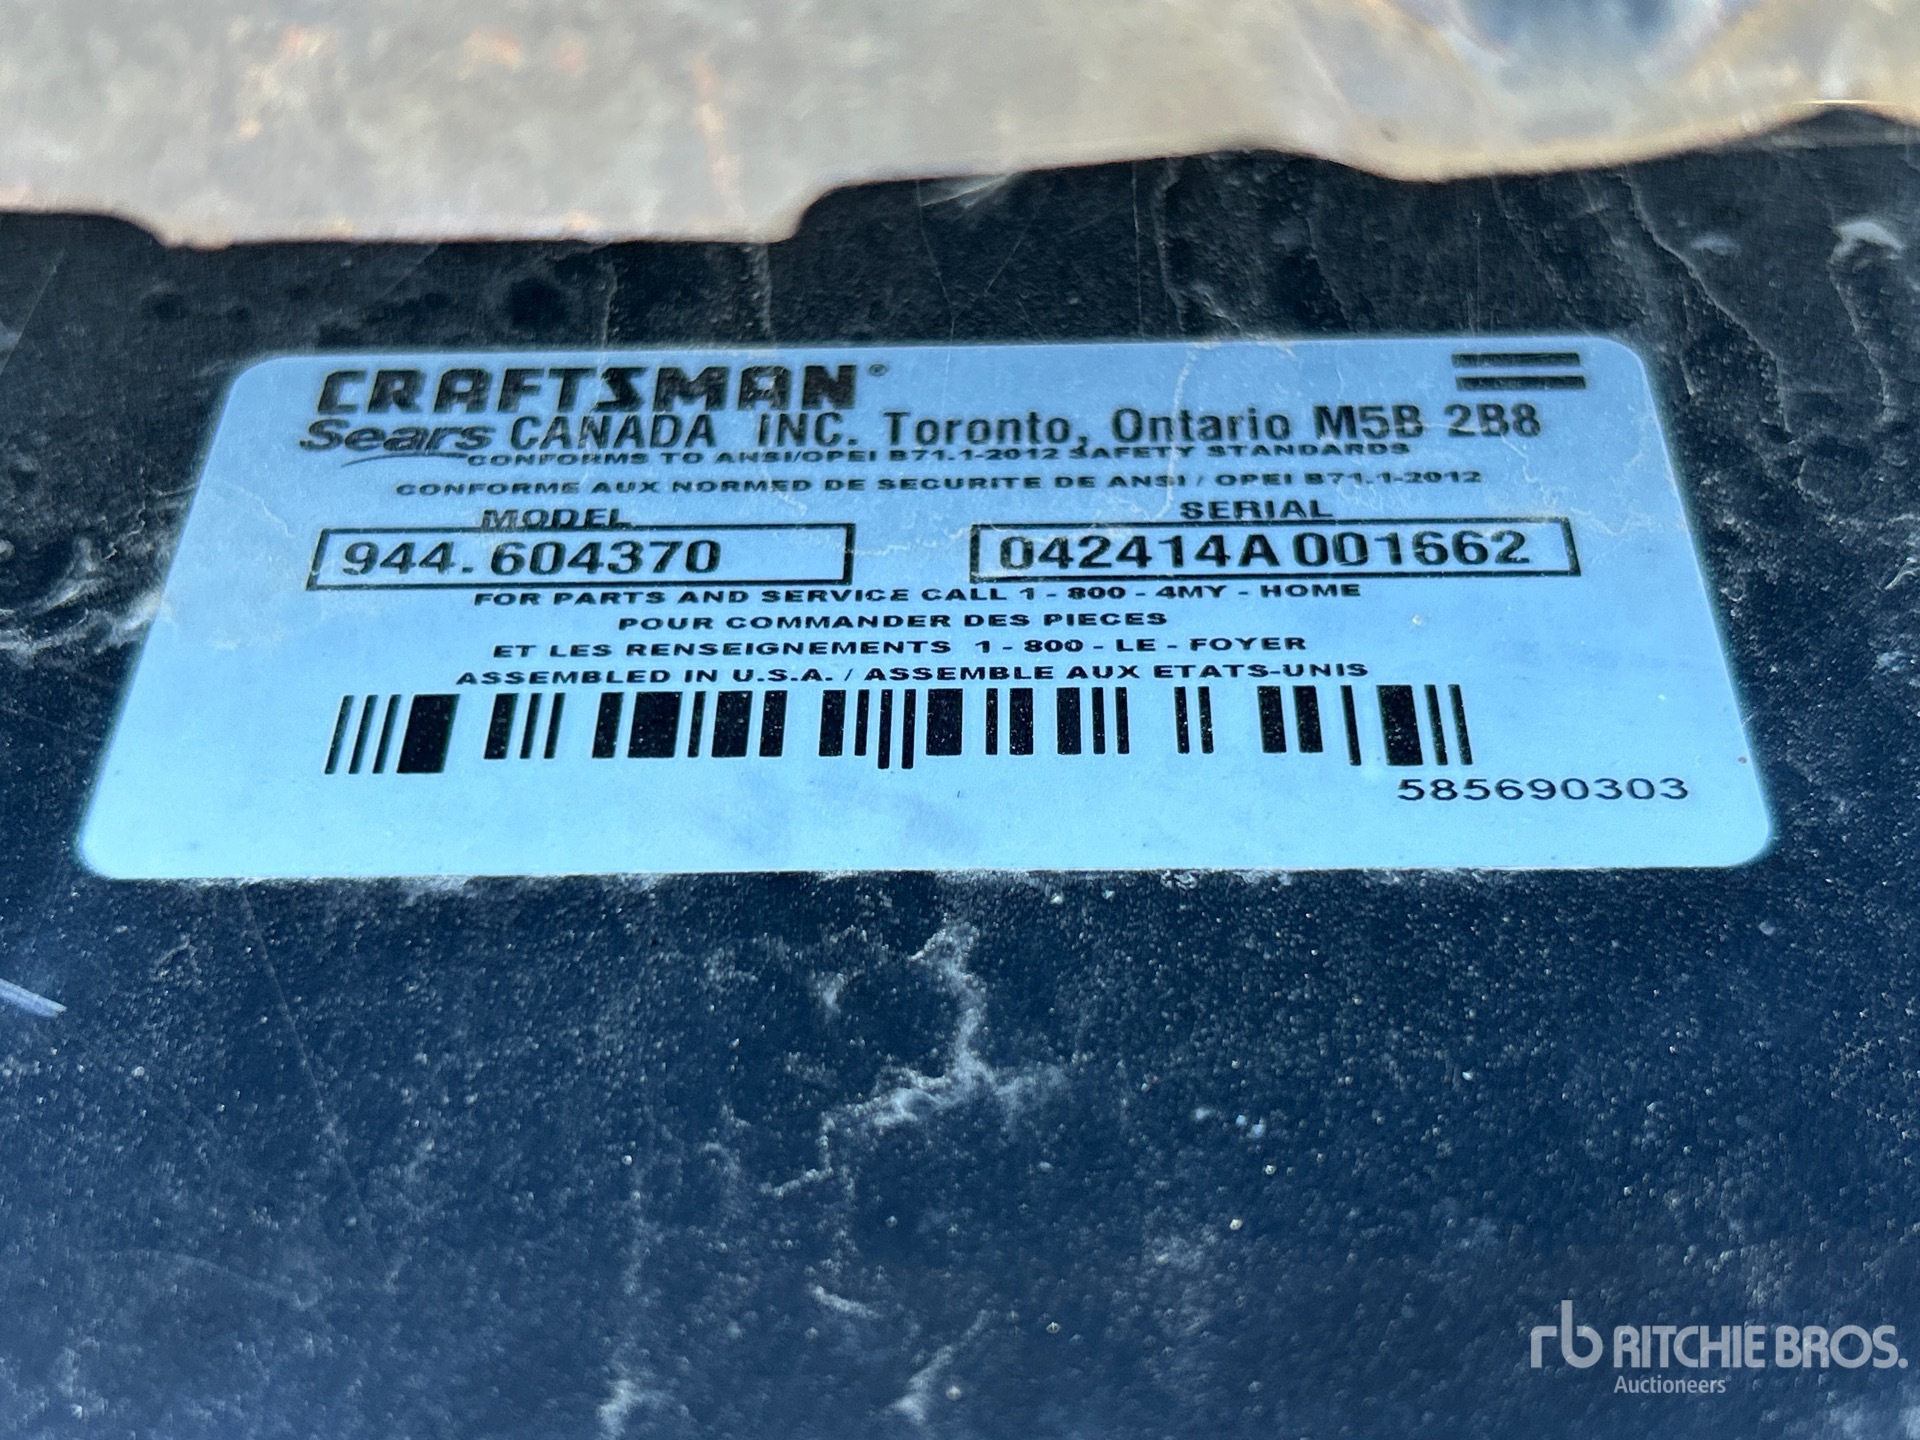 CRAFTSMAN®
Sears CANADA INC. Toronto, Ontario M5B 2B8
CONFORMS TO ANSI/OPEI B71.1-2012 SAFETY STANDARDS
CONFORME AUX NORMED DE SECURITE DE ANSI / OPEI B71.1-2012
MODEL SERIAL
944.604370 042414A001662
FOR PARTS AND SERVICE CALL 1 - 800 - 4MY - HOME
POUR COMMANDER DES PIECES
ET LES RENSEIGNEMENTS 1 - 800 - LE - FOYER
ASSEMBLED IN U.S.A. / ASSEMBLE AUX ETATS-UNIS
585690303
rb RITCHIE BROS.
Auctioneers